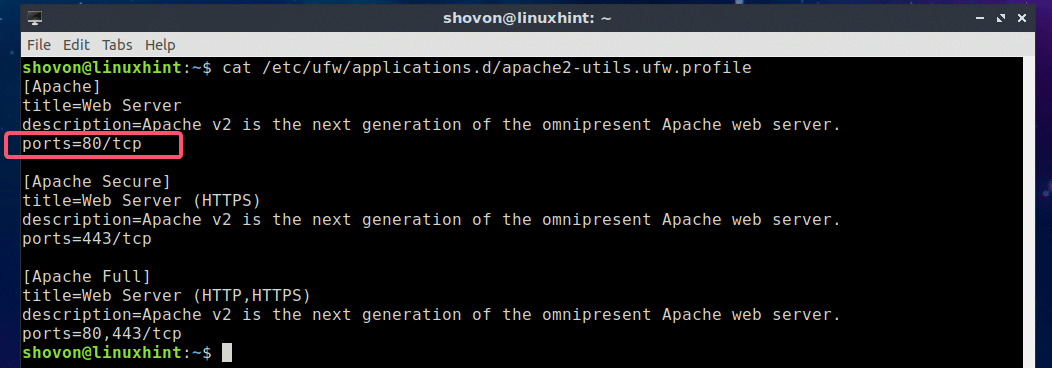 shovon@linuxhint: ~
File Edit Tabs Help
shovon@linuxhint:~$ cat /etc/ufw/applications.d/apache2-utils.ufw.profile
[Apache]
title=Web Server
description=Apache v2 is the next generation of the omnipresent Apache web server.
ports=80/tcp

[Apache Secure]
title=Web Server (HTTPS)
description=Apache v2 is the next generation of the omnipresent Apache web server.
ports=443/tcp

[Apache Full]
title=Web Server (HTTP,HTTPS)
description=Apache v2 is the next generation of the omnipresent Apache web server.
ports=80,443/tcp
shovon@linuxhint:~$